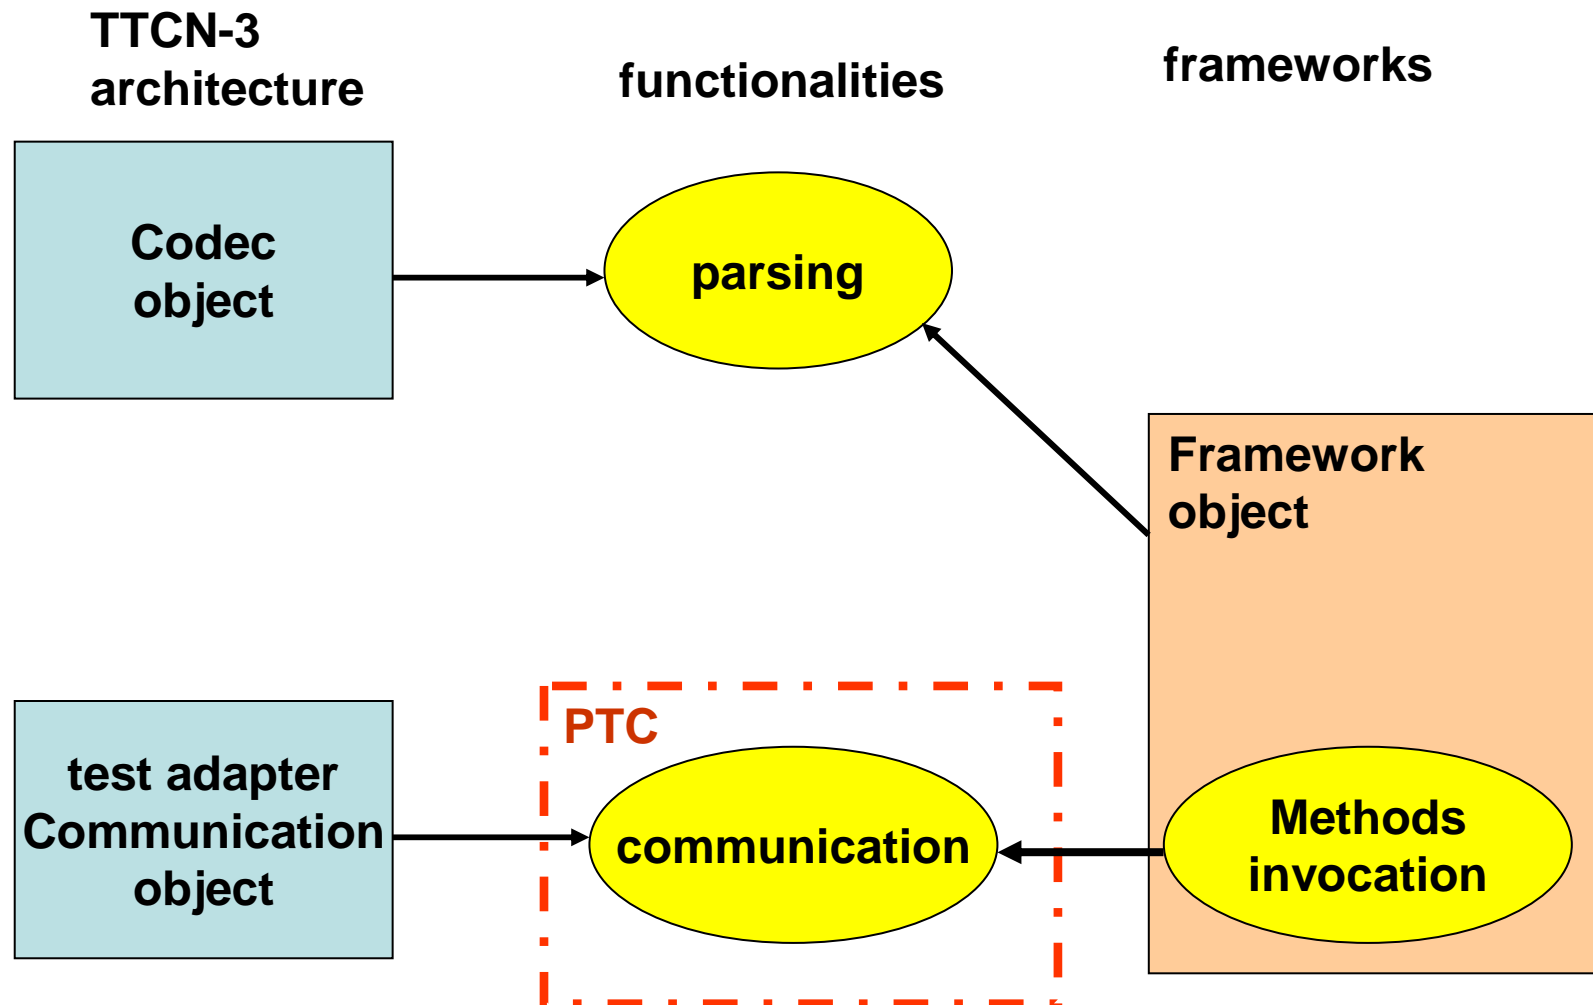 TTCN-3
architecture
functionalities
frameworks
Codec
object
parsing
Framework
object
PTC
test adapter
Communication
object
communication
Methods
invocation